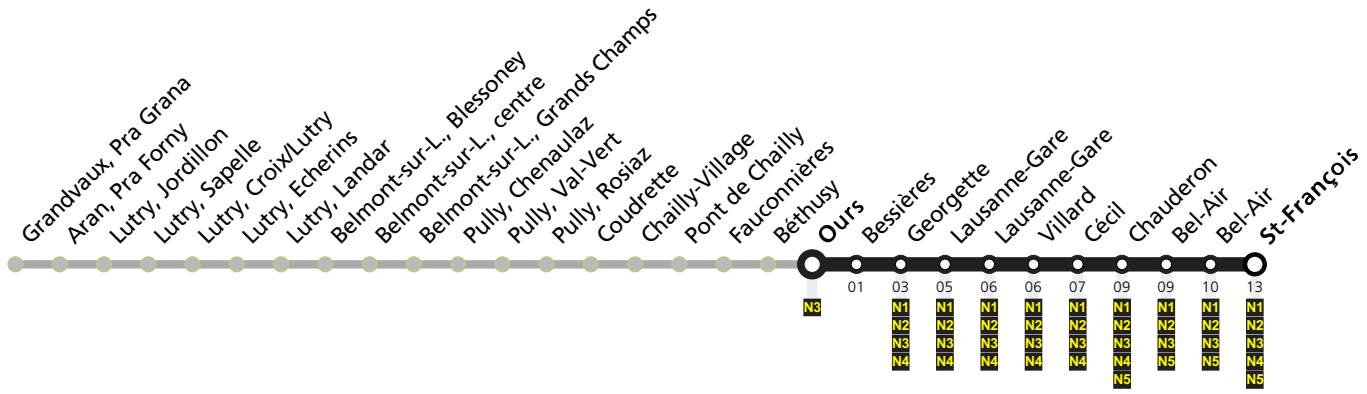 Grandvaux, Pra Grana
Aran, Pra Forny
Lutry, Jordillon
Lutry, Sapelle
Lutry, Croix/Lutry
Lutry, Echerins
Lutry, Landar
Belmont-sur-L., Blessoney
Belmont-sur-L., centre
Belmont-sur-L., Grands Champs
Pully, Chenaulaz
Pully, Val-Vert
Pully, Rosiaz
Coudrette
Chailly-Village
Pont de Chailly
Fauconnières
Béthusy
Ours
Bessières
Georgette
Lausanne-Gare
Lausanne-Gare
Villard
Cécil
Chauderon
Bel-Air
Bel-Air
St-François
01 03 05 06 06 07 09 09 10 13
N3 N1 N1 N1 N1 N1 N1 N1 N1 N1
N2 N2 N2 N2 N2 N2 N2 N2 N2
N3 N3 N3 N3 N3 N3 N3 N3 N3
N4 N4 N4 N4 N4 N4 N5 N5 N4
N5 N5